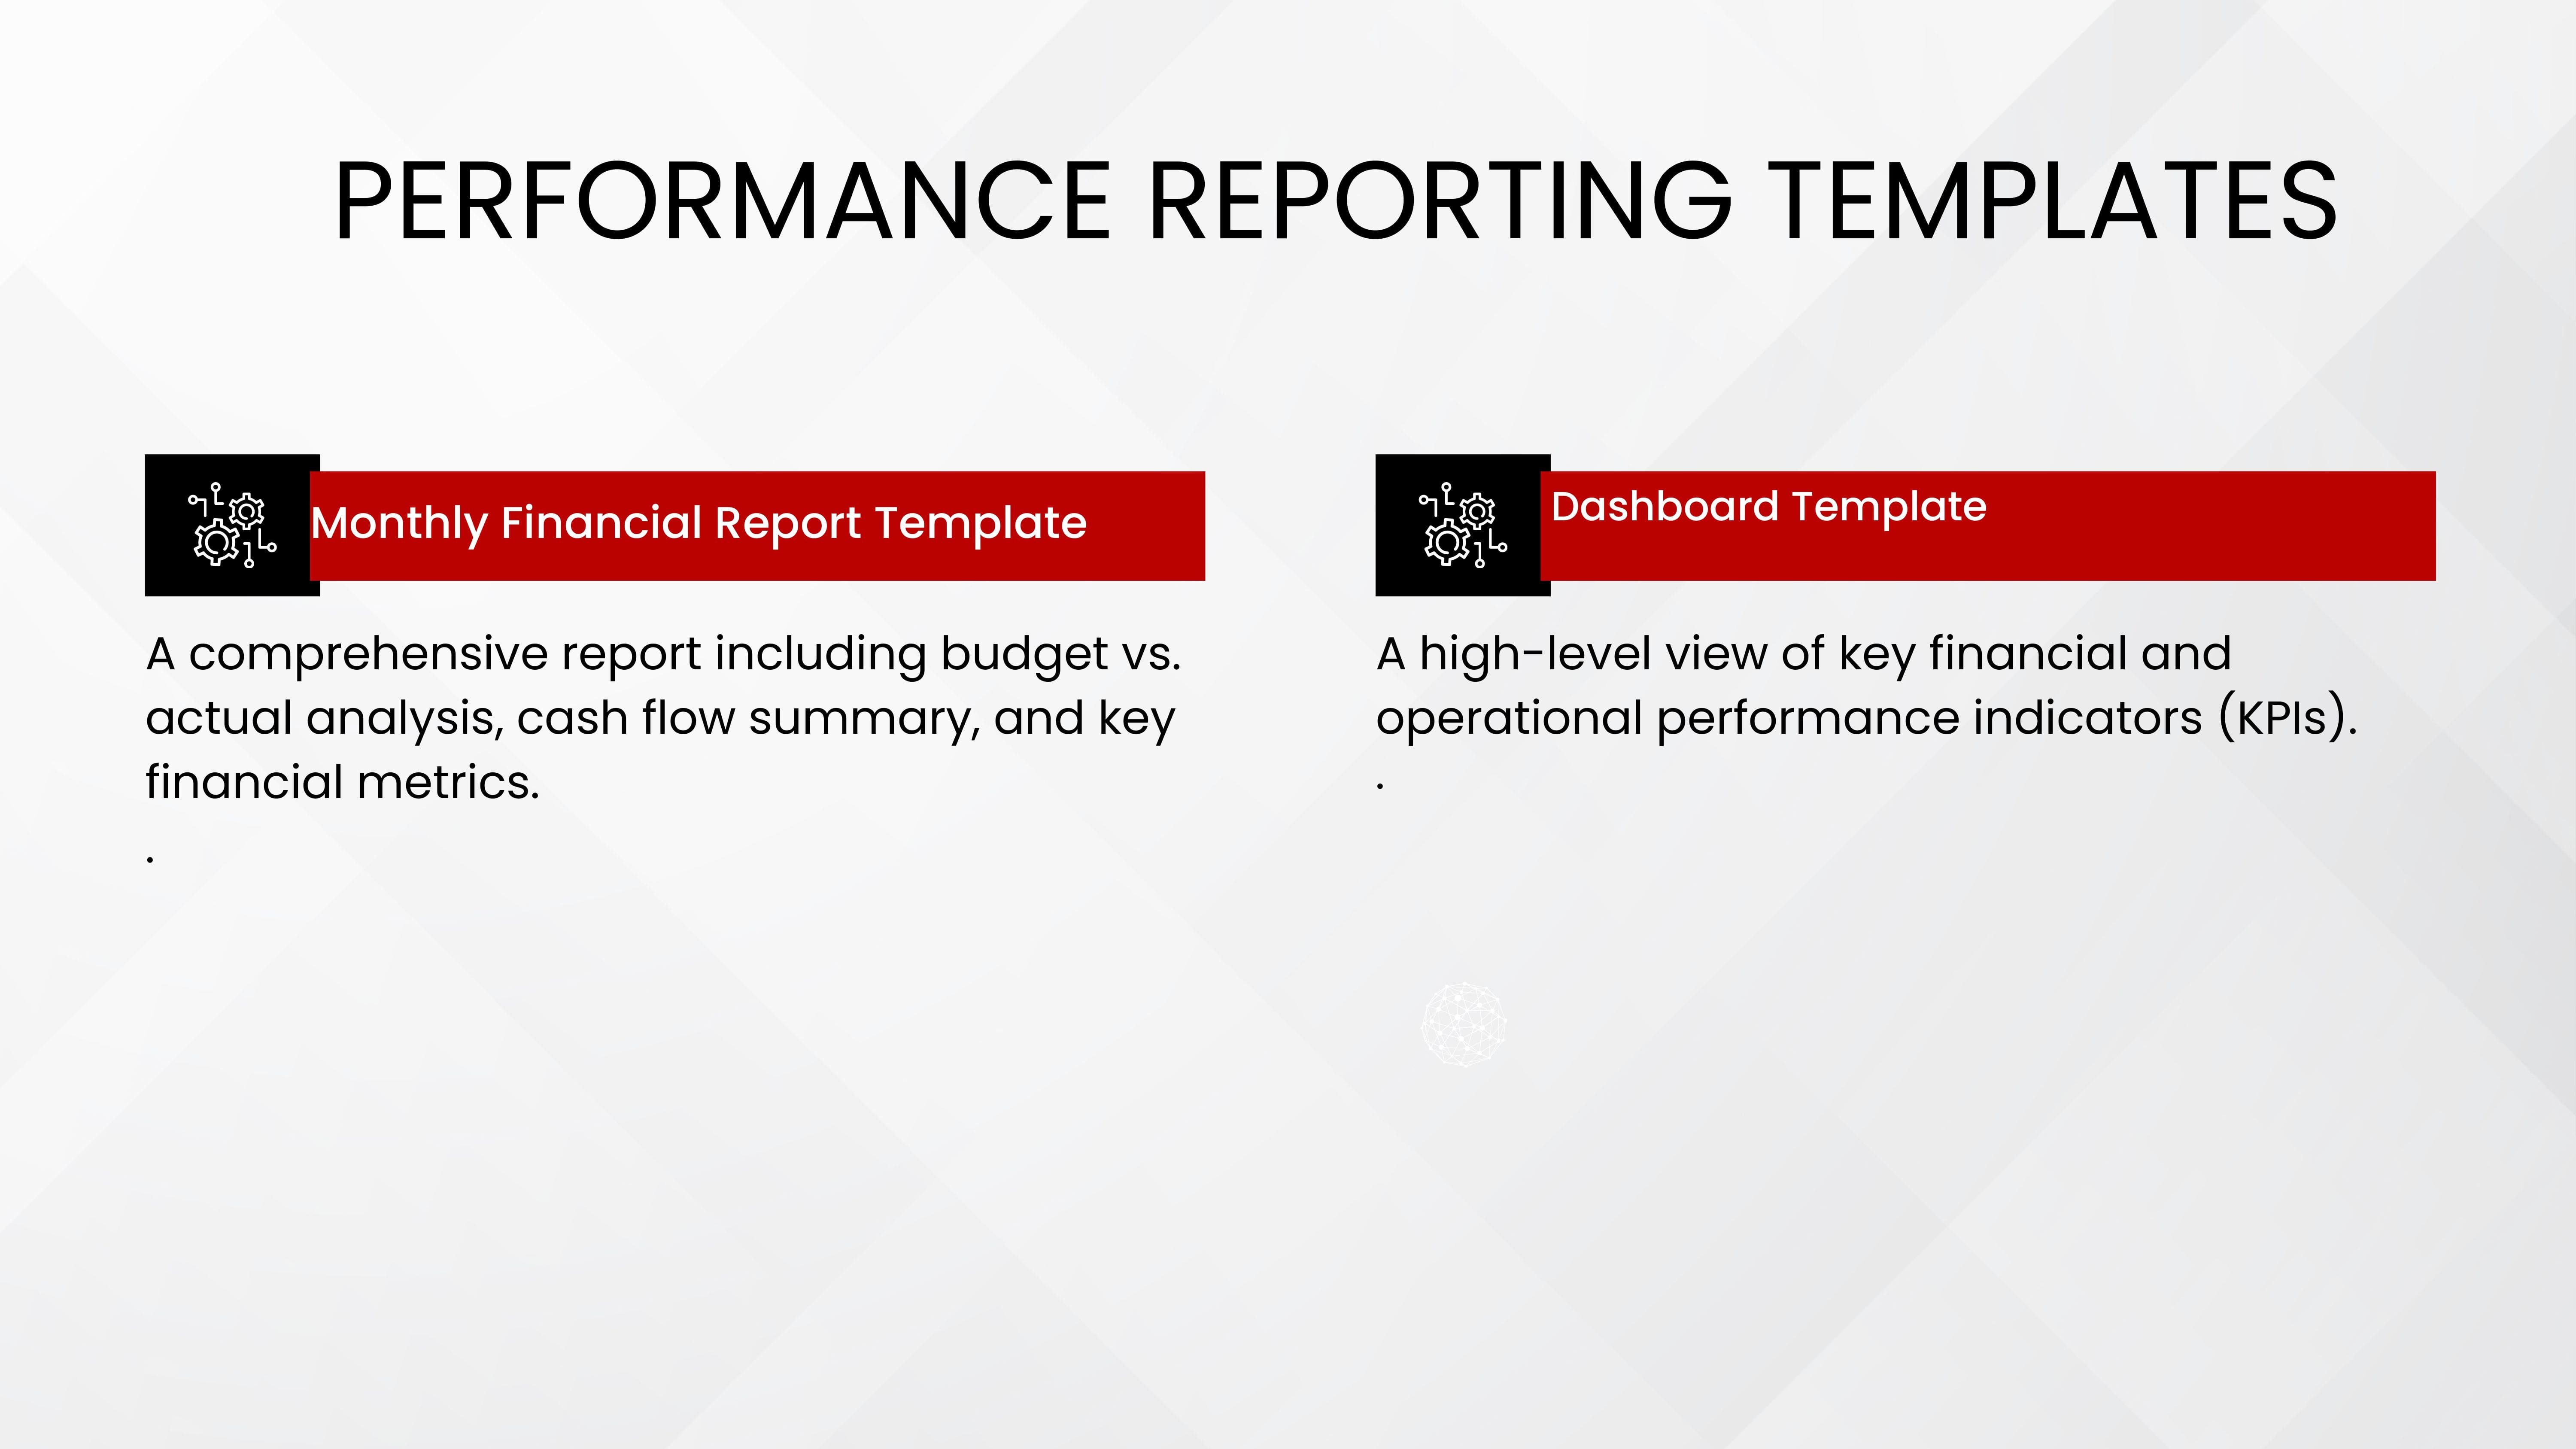 PERFORMANCE REPORTING TEMPLATES
Monthly Financial Report Template
A comprehensive report including budget vs.
actual analysis, cash flow summary, and key
financial metrics.
.
Dashboard Template
A high-level view of key financial and
operational performance indicators (KPIs).
.